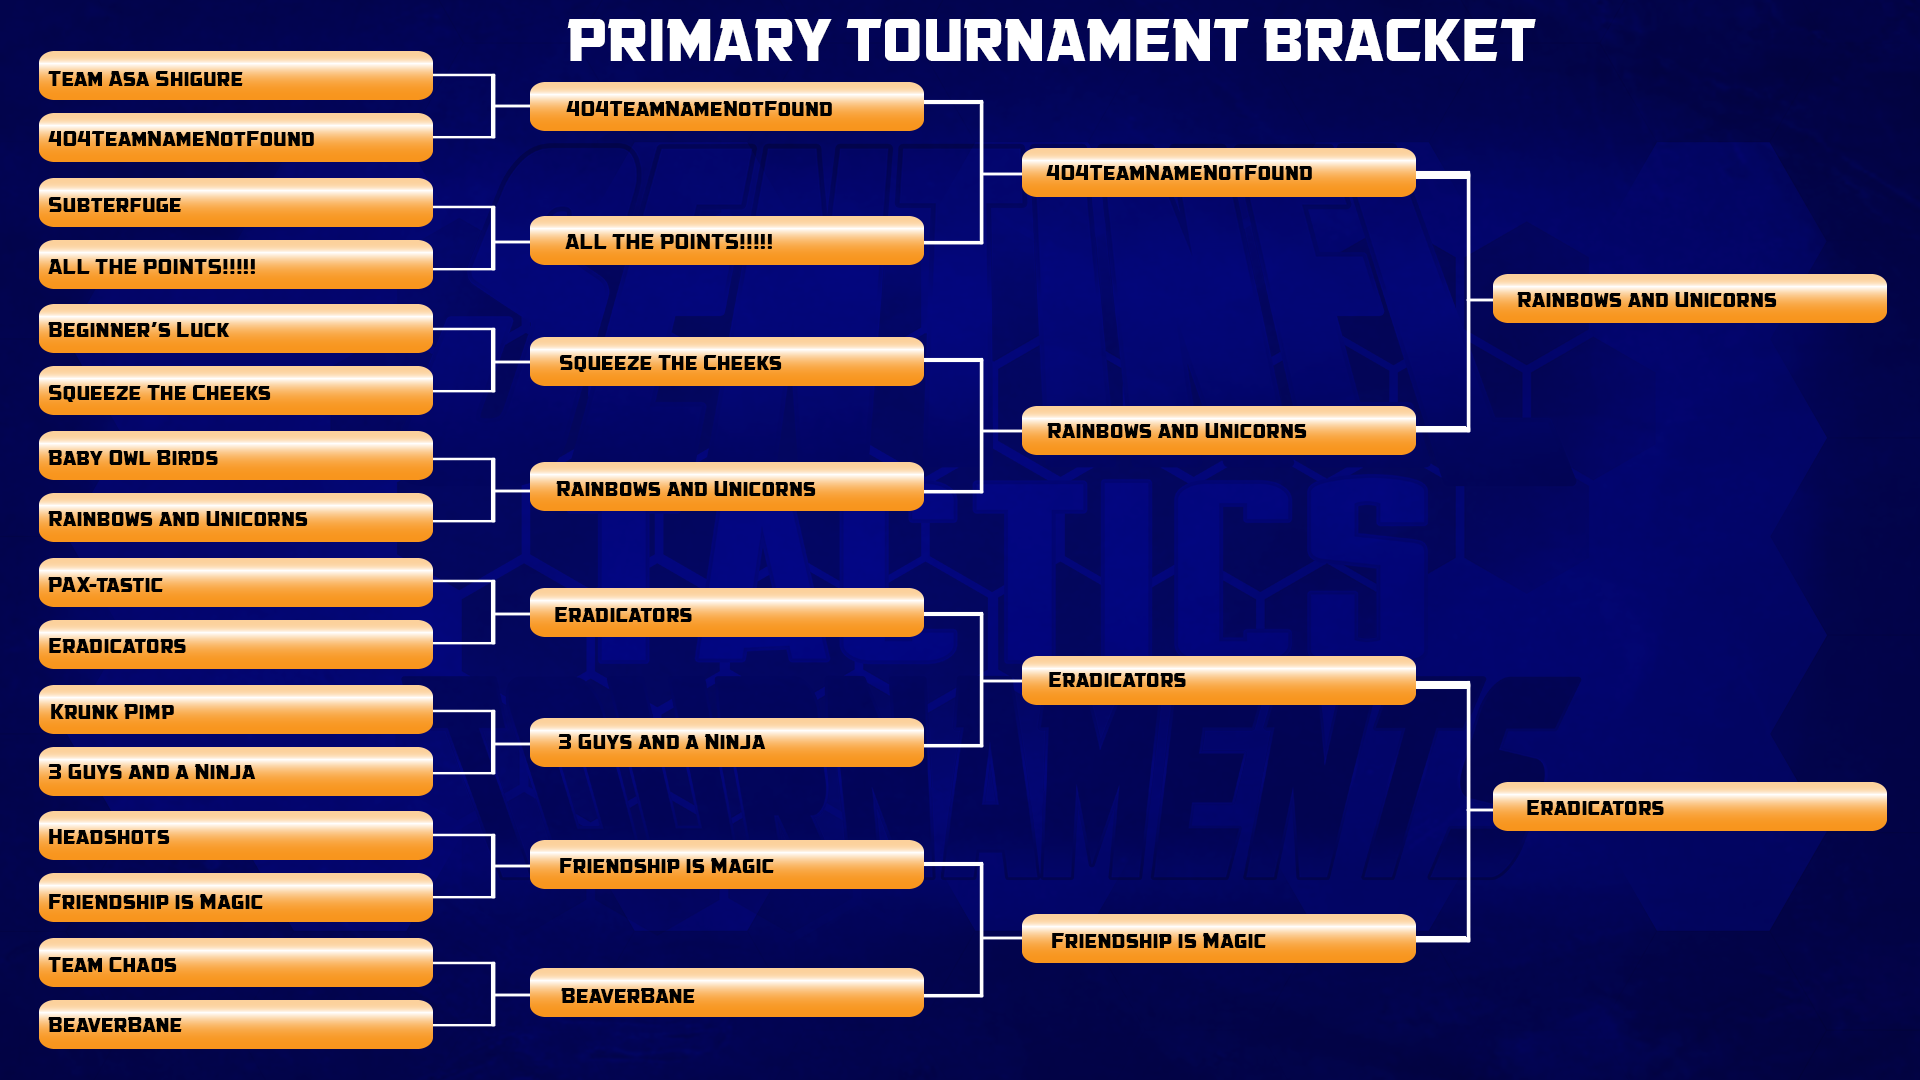 PRIMARY TOURNAMENT BRACKET
Team Asa Shigure
404TeamNameNotFound
Subterfuge
ALL THE POINTS!!!!!
Beginner's Luck
Squeeze The Cheeks
Baby Owl Birds
Rainbows and Unicorns
PAX-tastic
Eradicators
Krunk Pimp
3 Guys and a Ninja
Headshots
Friendship is Magic
Team Chaos
BeaverBane
404TeamNameNotFound
ALL THE POINTS!!!!!
Squeeze The Cheeks
Rainbows and Unicorns
Eradicators
3 Guys and a Ninja
Friendship is Magic
BeaverBane
404TeamNameNotFound
Rainbows and Unicorns
Eradicators
Friendship is Magic
Rainbows and Unicorns
Eradicators
SENTINEL
TACTICS
TOURNAMENTS